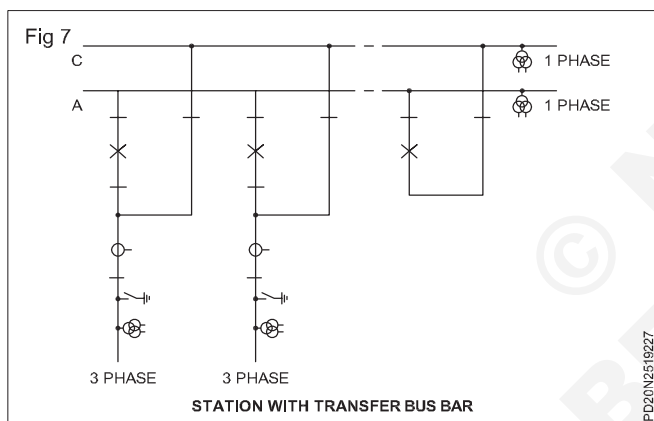 Fig 7
C
1 PHASE
A
1 PHASE
3 PHASE
3 PHASE
STATION WITH TRANSFER BUS BAR
PD20N2519227
©